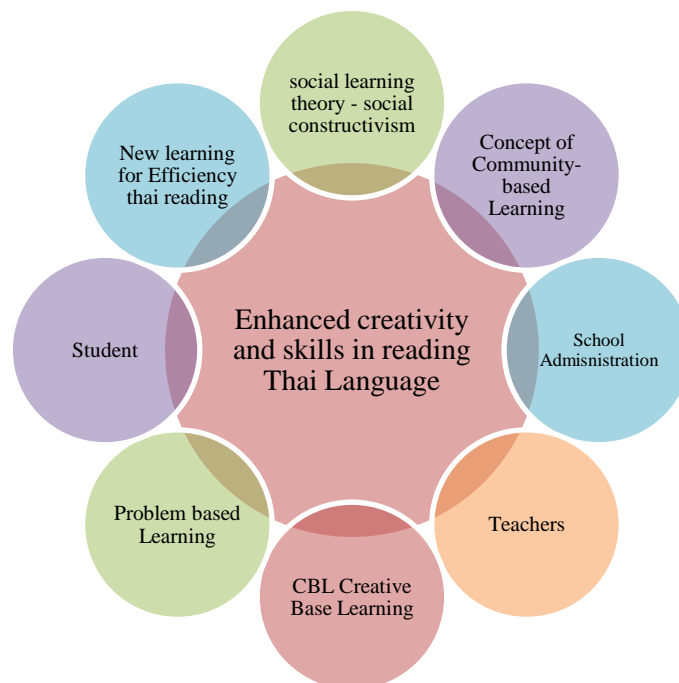 social learning
theory - social
constructivism
Concept of
Community-
based
Learning
School
Admisnistration
Teachers
CBL Creative
Base Learning
Problem based
Learning
Student
New learning
for Efficiency
thai reading
Enhanced creativity
and skills in reading
Thai Language